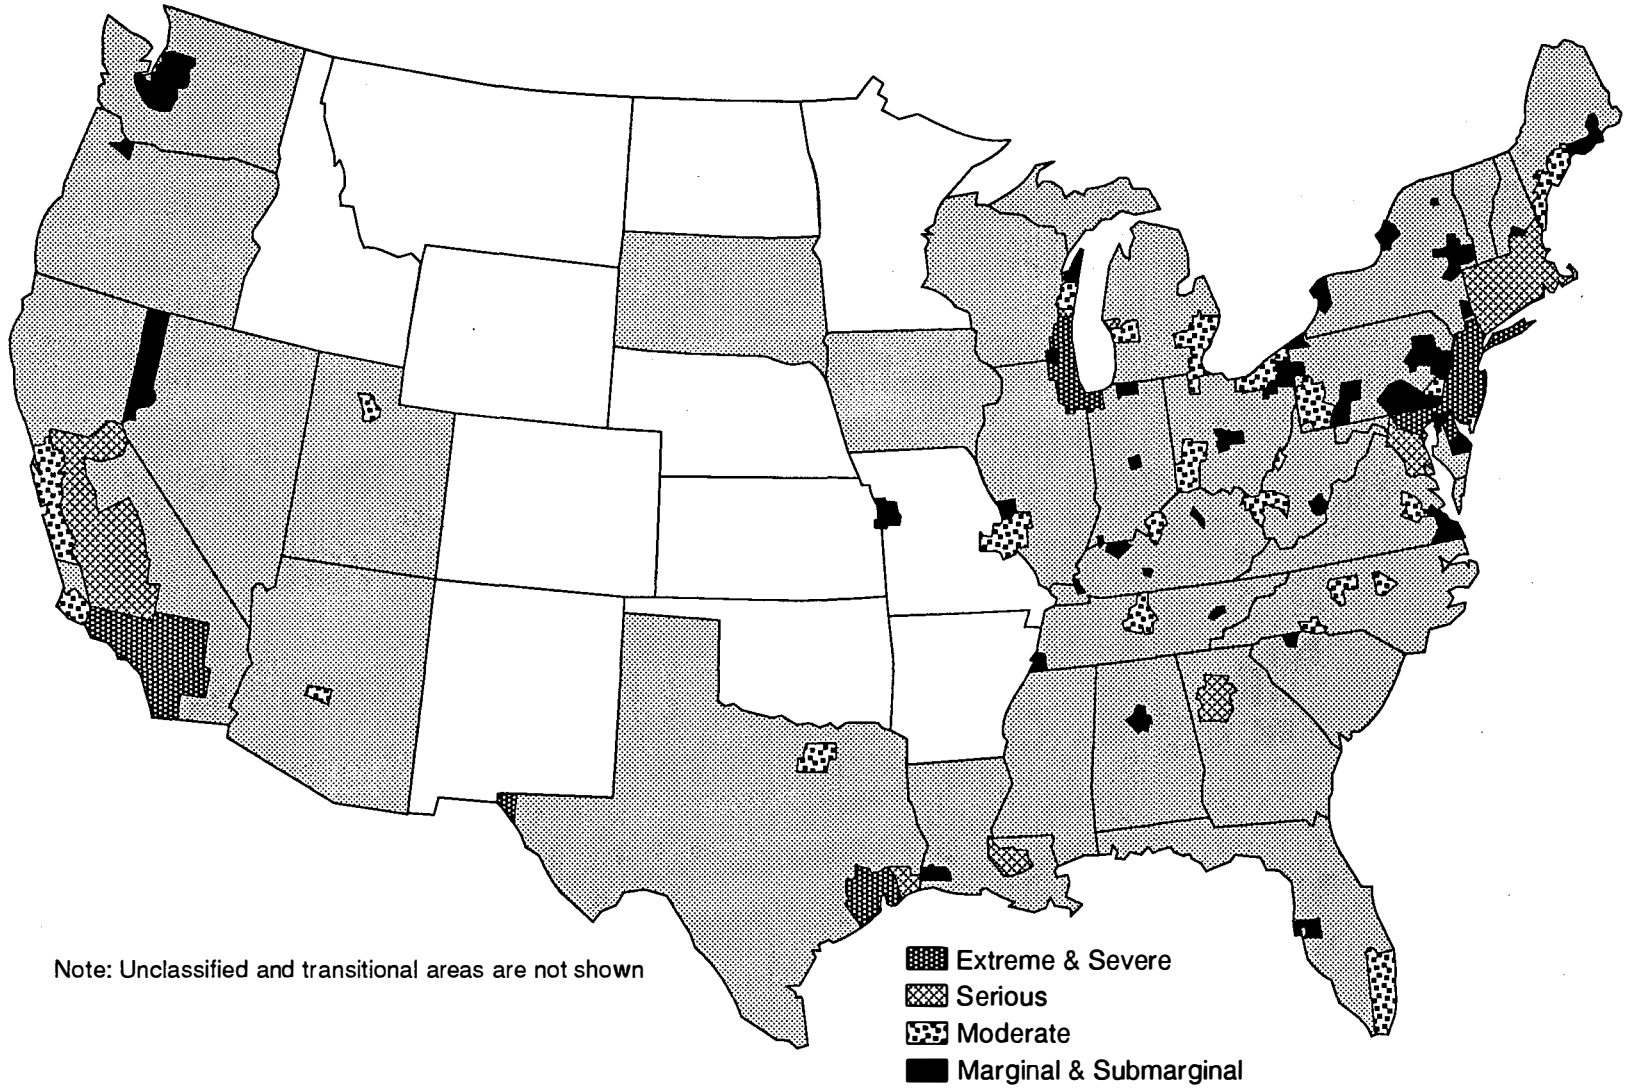 Note: Unclassified and transitional areas are not shown
Extreme & Severe
Serious
Moderate
Marginal & Submarginal